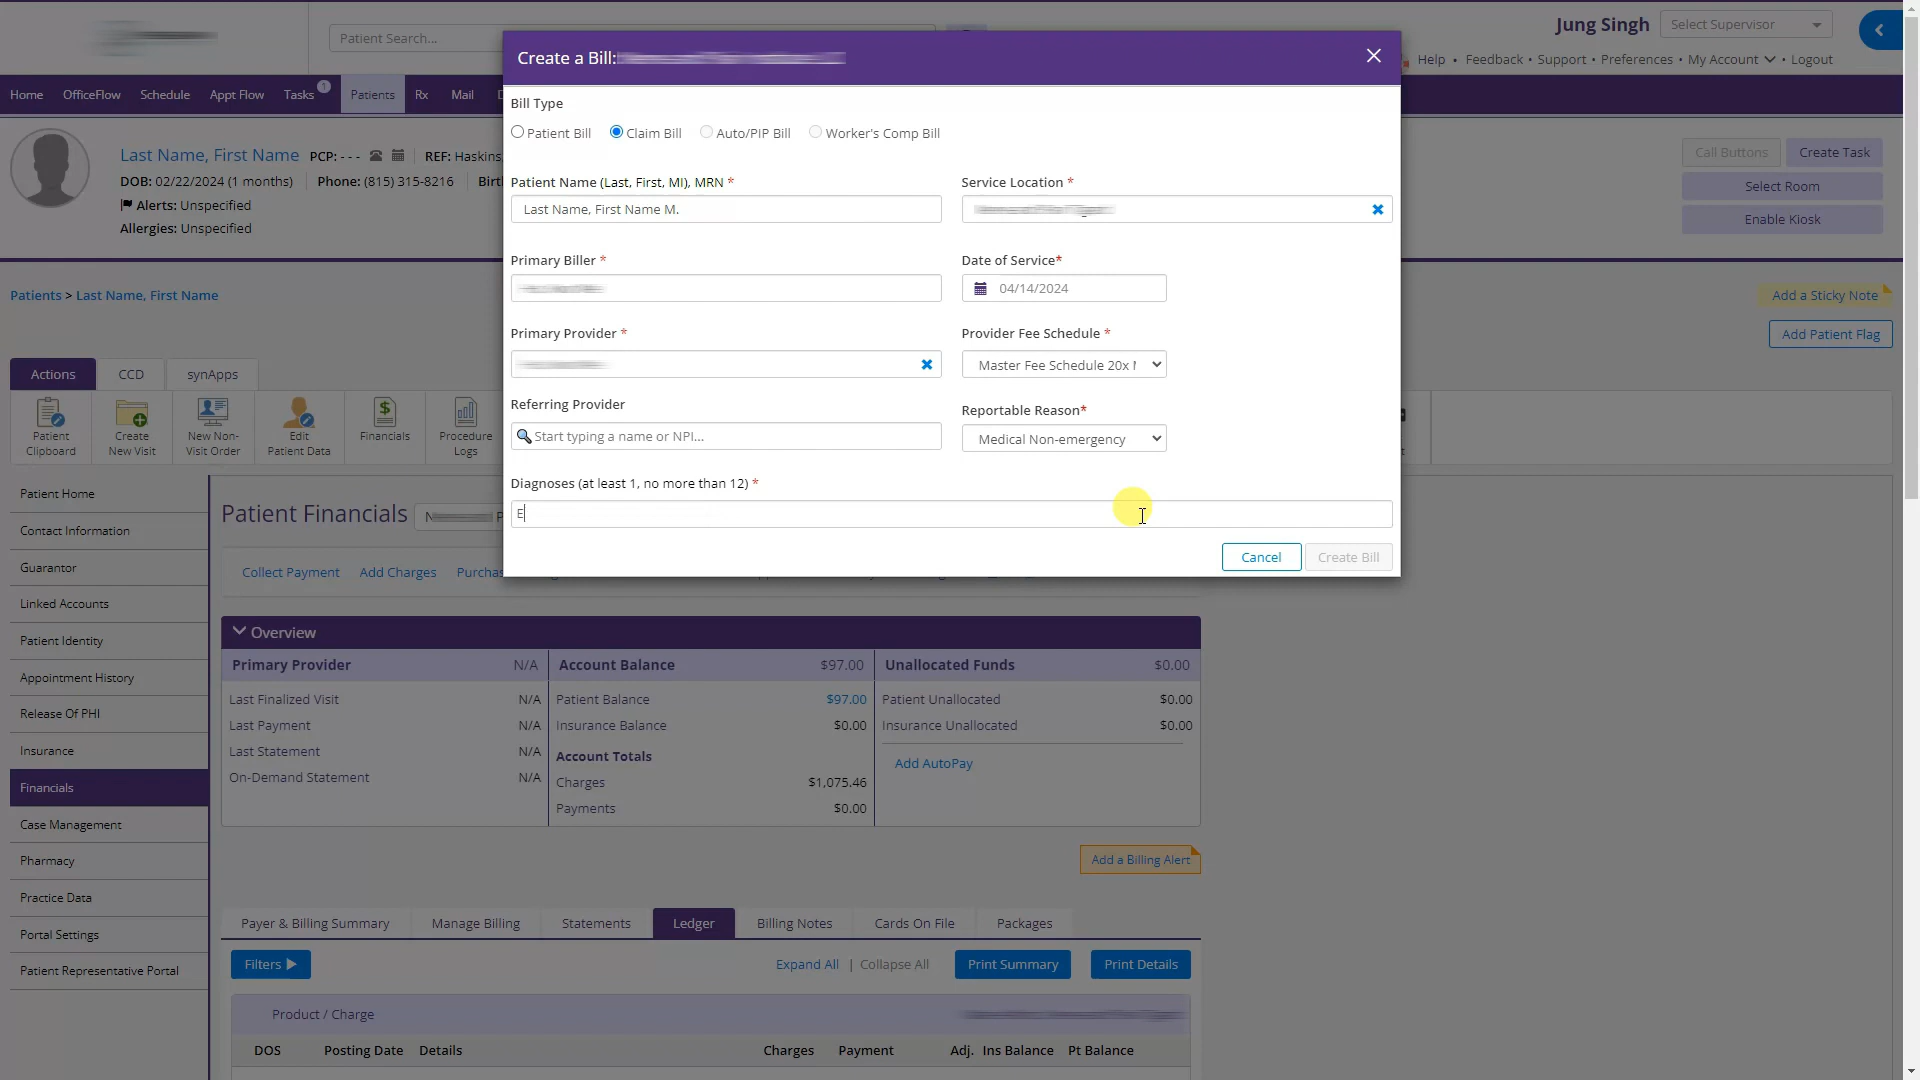 Patient Search...
Jung Singh
Select Supervisor
Help • Feedback • Support • Preferences • My Account • Logout
Home OfficeFlow Schedule Appt Flow Tasks 1 Patients Rx Mail
Last Name, First Name PCP: - - - REF: Haskins,
DOB: 02/22/2024 (1 months) Phone: (815) 315-8216
Alerts: Unspecified
Allergies: Unspecified
Call Buttons Create Task
Select Room
Enable Kiosk
Patients > Last Name, First Name
Add a Sticky Note
Add Patient Flag
Actions CCD synApps
Patient Clipboard
Create New Visit
New Non-Visit Order
Edit Patient Data
Financials
Procedure Logs
Create a Bill:
Bill Type
Patient Bill Claim Bill Auto/PIP Bill Worker's Comp Bill
Patient Name (Last, First, MI), MRN * Service Location *
Last Name, First Name M.
Primary Biller * Date of Service*
04/14/2024
Primary Provider * Provider Fee Schedule *
Master Fee Schedule 20x
Referring Provider Reportable Reason*
Start typing a name or NPI... Medical Non-emergency
Diagnoses (at least 1, no more than 12) *
E
Cancel Create Bill
Patient Home
Contact Information
Guarantor
Linked Accounts
Patient Identity
Appointment History
Release Of PHI
Insurance
Financials
Case Management
Pharmacy
Practice Data
Portal Settings
Patient Representative Portal
Patient Financials
Collect Payment Add Charges
Overview
Primary Provider N/A Account Balance $97.00 Unallocated Funds $0.00
Last Finalized Visit N/A Patient Balance $97.00 Patient Unallocated $0.00
Last Payment N/A Insurance Balance $0.00 Insurance Unallocated $0.00
Last Statement N/A Account Totals Add AutoPay
On-Demand Statement N/A Charges $1,075.46
Payments $0.00
Add a Billing Alert
Payer & Billing Summary Manage Billing Statements Ledger Billing Notes Cards On File Packages
Filters Expand All | Collapse All Print Summary Print Details
Product / Charge
DOS Posting Date Details Charges Payment Adj. Ins Balance Pt Balance